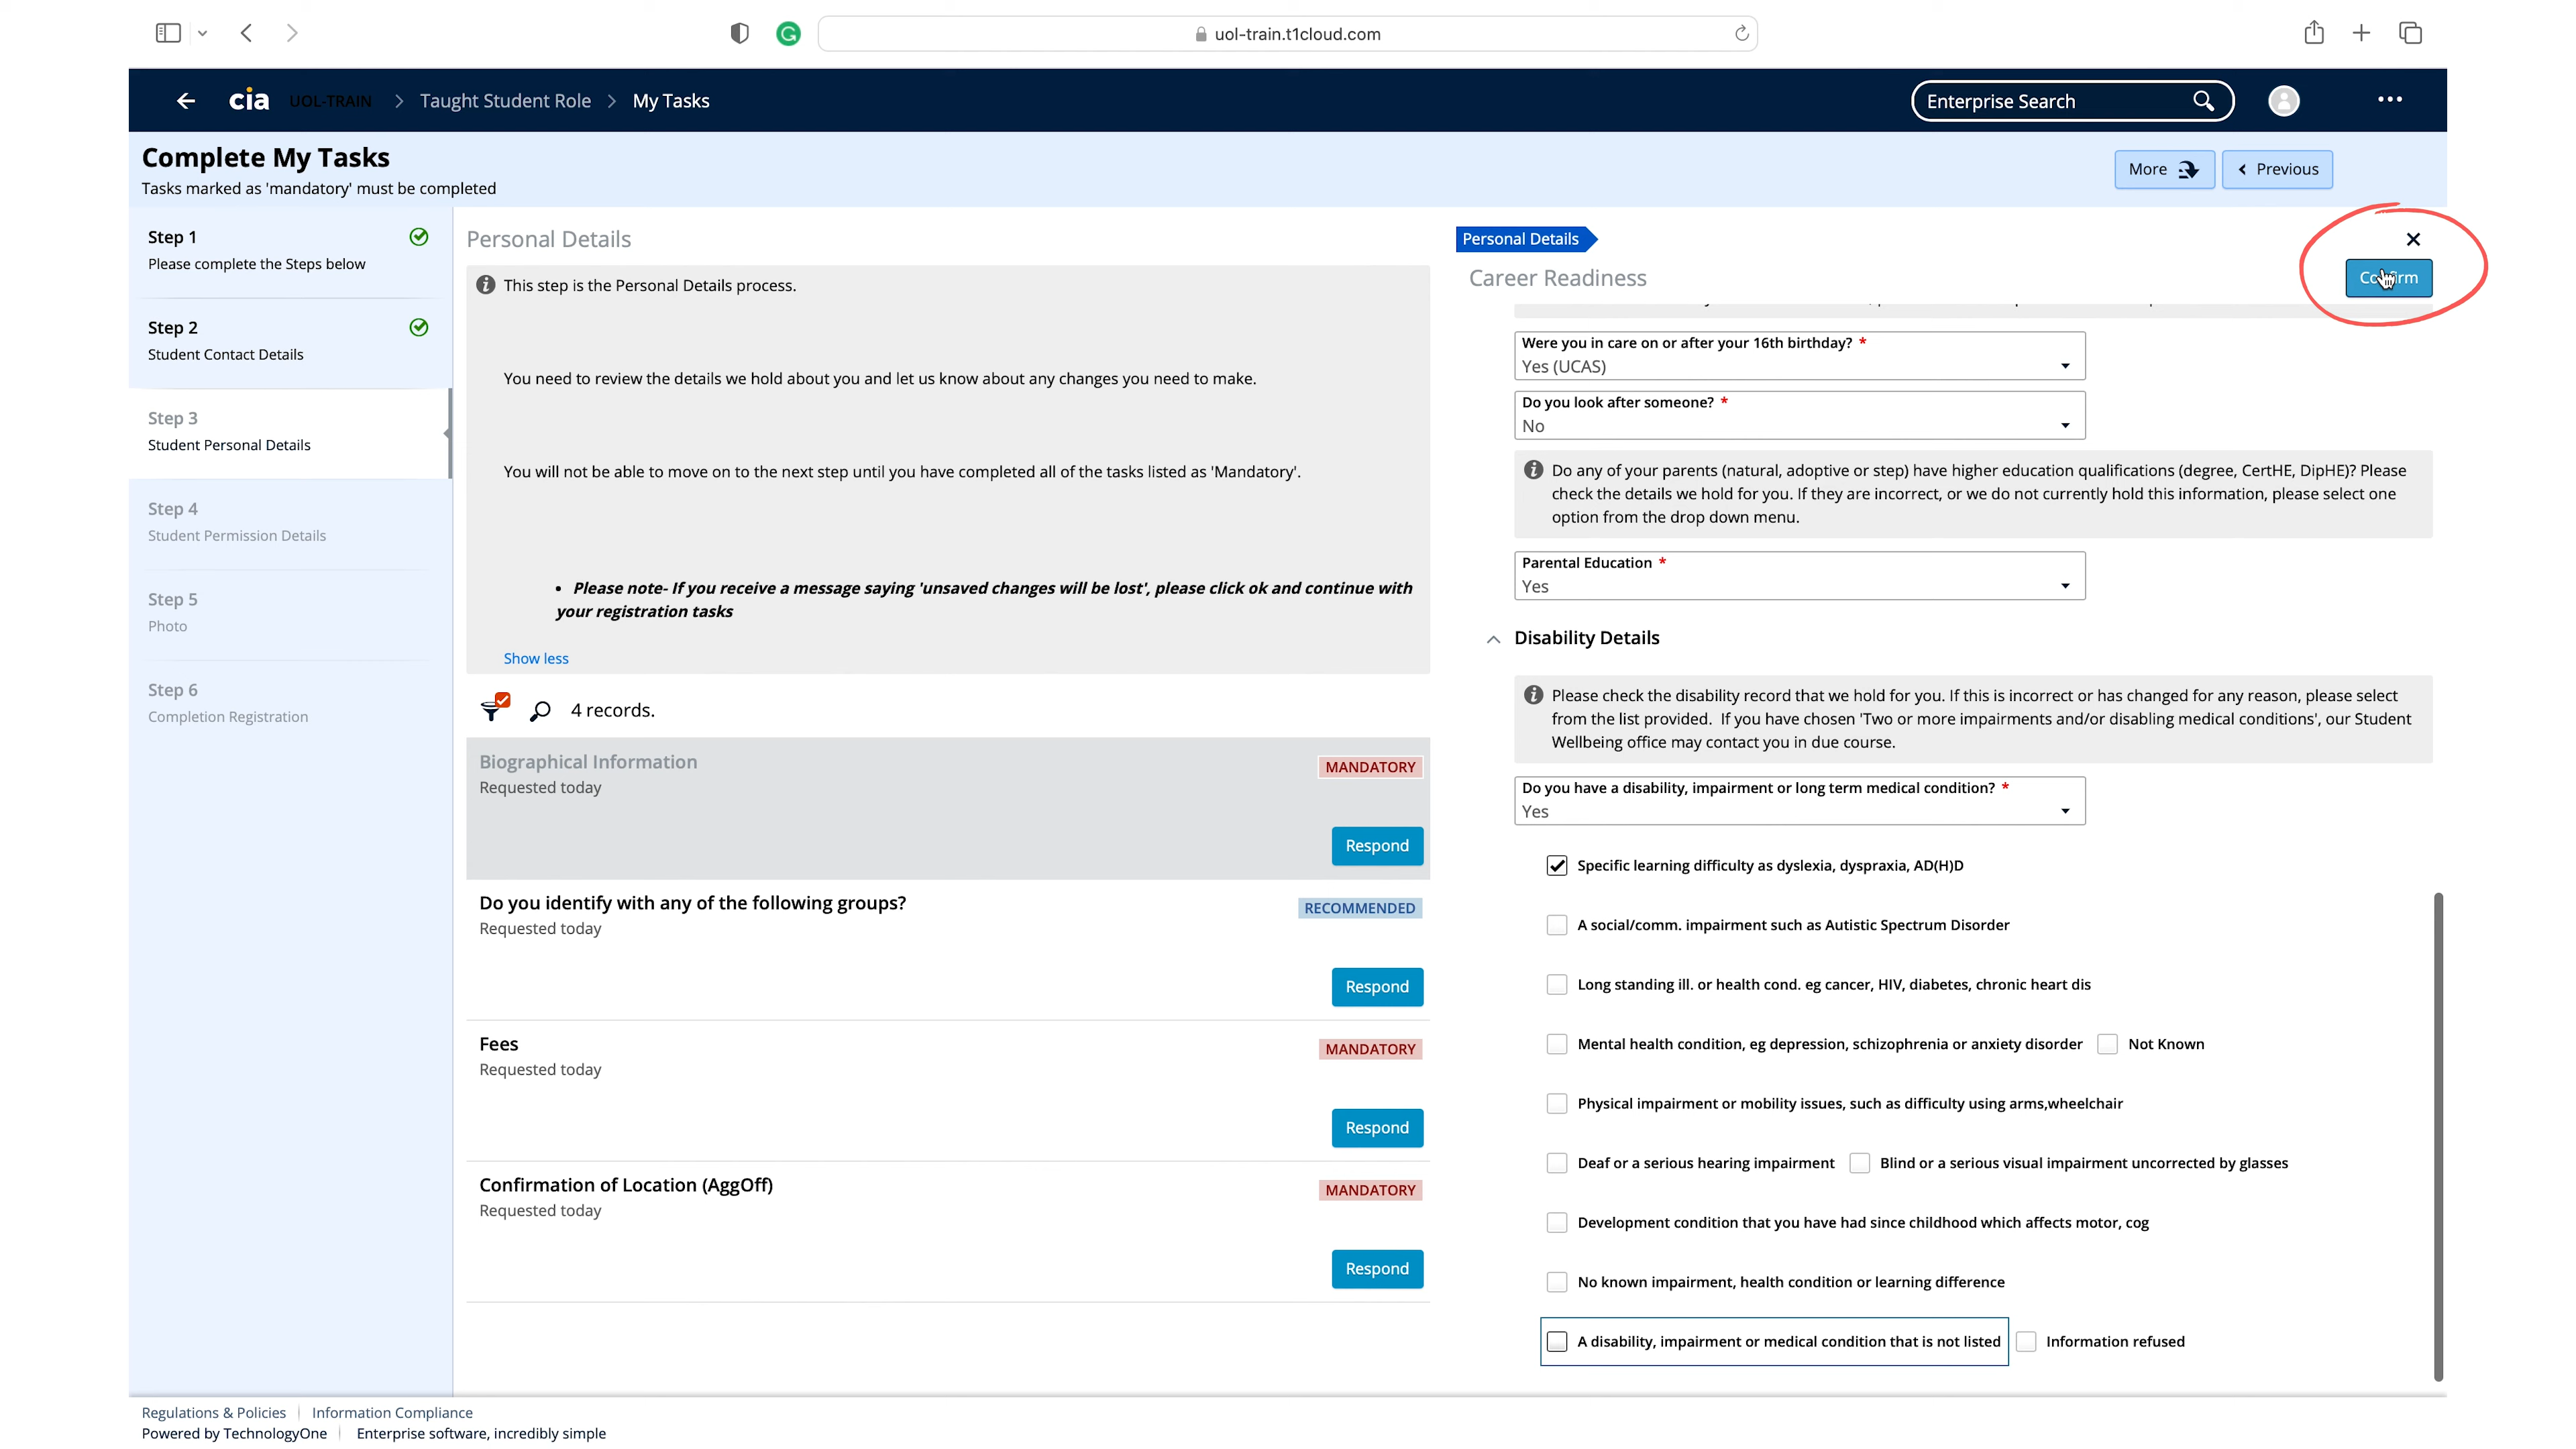 uol-train.t1cloud.com
cia UOL-TRAIN > Taught Student Role > My Tasks
Enterprise Search
Complete My Tasks
Tasks marked as 'mandatory' must be completed
More
Previous
Step 1
Please complete the Steps below
Step 2
Student Contact Details
Step 3
Student Personal Details
Step 4
Student Permission Details
Step 5
Photo
Step 6
Completion Registration
Personal Details
This step is the Personal Details process.
You need to review the details we hold about you and let us know about any changes you need to make.
You will not be able to move on to the next step until you have completed all of the tasks listed as 'Mandatory'.
• Please note- If you receive a message saying 'unsaved changes will be lost', please click ok and continue with
your registration tasks
Show less
4 records.
Biographical Information
MANDATORY
Requested today
Respond
Do you identify with any of the following groups?
RECOMMENDED
Requested today
Respond
Fees
MANDATORY
Requested today
Respond
Confirmation of Location (AggOff)
MANDATORY
Requested today
Respond
Personal Details
Career Readiness
Confirm
Were you in care on or after your 16th birthday? *
Yes (UCAS)
Do you look after someone? *
No
Do any of your parents (natural, adoptive or step) have higher education qualifications (degree, CertHE, DipHE)? Please
check the details we hold for you. If they are incorrect, or we do not currently hold this information, please select one
option from the drop down menu.
Parental Education *
Yes
Disability Details
Please check the disability record that we hold for you. If this is incorrect or has changed for any reason, please select
from the list provided. If you have chosen 'Two or more impairments and/or disabling medical conditions', our Student
Wellbeing office may contact you in due course.
Do you have a disability, impairment or long term medical condition? *
Yes
Specific learning difficulty as dyslexia, dyspraxia, AD(H)D
A social/comm. impairment such as Autistic Spectrum Disorder
Long standing ill. or health cond. eg cancer, HIV, diabetes, chronic heart dis
Mental health condition, eg depression, schizophrenia or anxiety disorder Not Known
Physical impairment or mobility issues, such as difficulty using arms,wheelchair
Deaf or a serious hearing impairment Blind or a serious visual impairment uncorrected by glasses
Development condition that you have had since childhood which affects motor, cog
No known impairment, health condition or learning difference
A disability, impairment or medical condition that is not listed Information refused
Regulations & Policies Information Compliance
Powered by TechnologyOne Enterprise software, incredibly simple